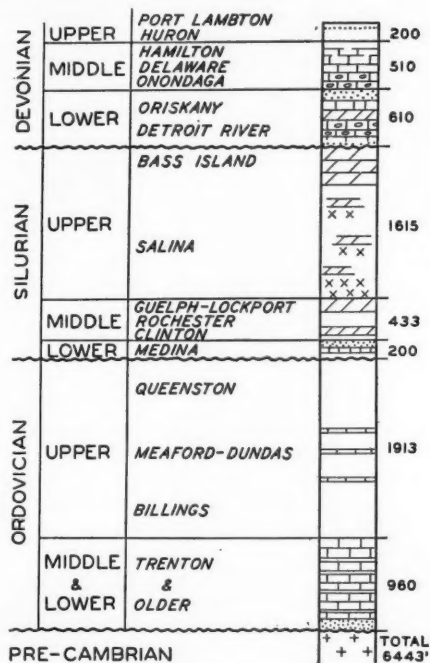 DEVONIAN
UPPER
PORT LAMBTON
HURON
200
MIDDLE
HAMILTON
DELAWARE
ONONDAGA
510
LOWER
ORISKANY
DETROIT RIVER
610
SILURIAN
UPPER
BASS ISLAND
SALINA
1615
MIDDLE
GUELPH-LOCKPORT
ROCHESTER
CLINTON
433
LOWER
MEDINA
200
ORDOVICIAN
UPPER
QUEENSTON
MEAFORD-DUNDAS
BILLINGS
1913
MIDDLE
&
LOWER
TRENTON
&
OLDER
960
PRE-CAMBRIAN
TOTAL
6443'